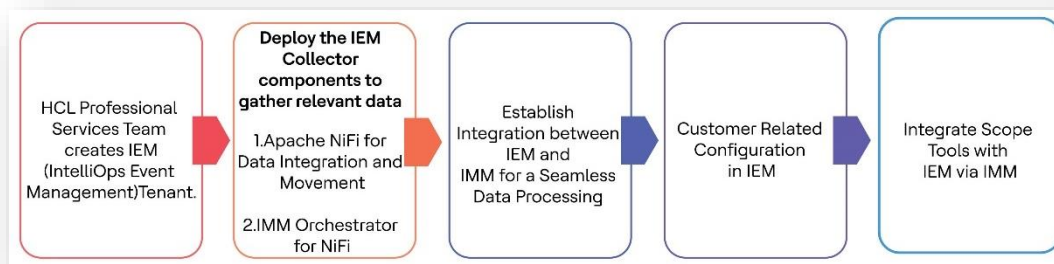 HCL Professional
Services Team
creates IEM
(IntelliOps Event
Management)Tenant.
Deploy the IEM
Collector
components to
gather relevant data
1.Apache NiFi for
Data Integration and
Movement
2.IMM Orchestrator
for NiFi
Establish
Integration between
IEM and
IMM for a Seamless
Data Processing
Customer Related
Configuration
in IEM
Integrate Scope
Tools with
IEM via IMM